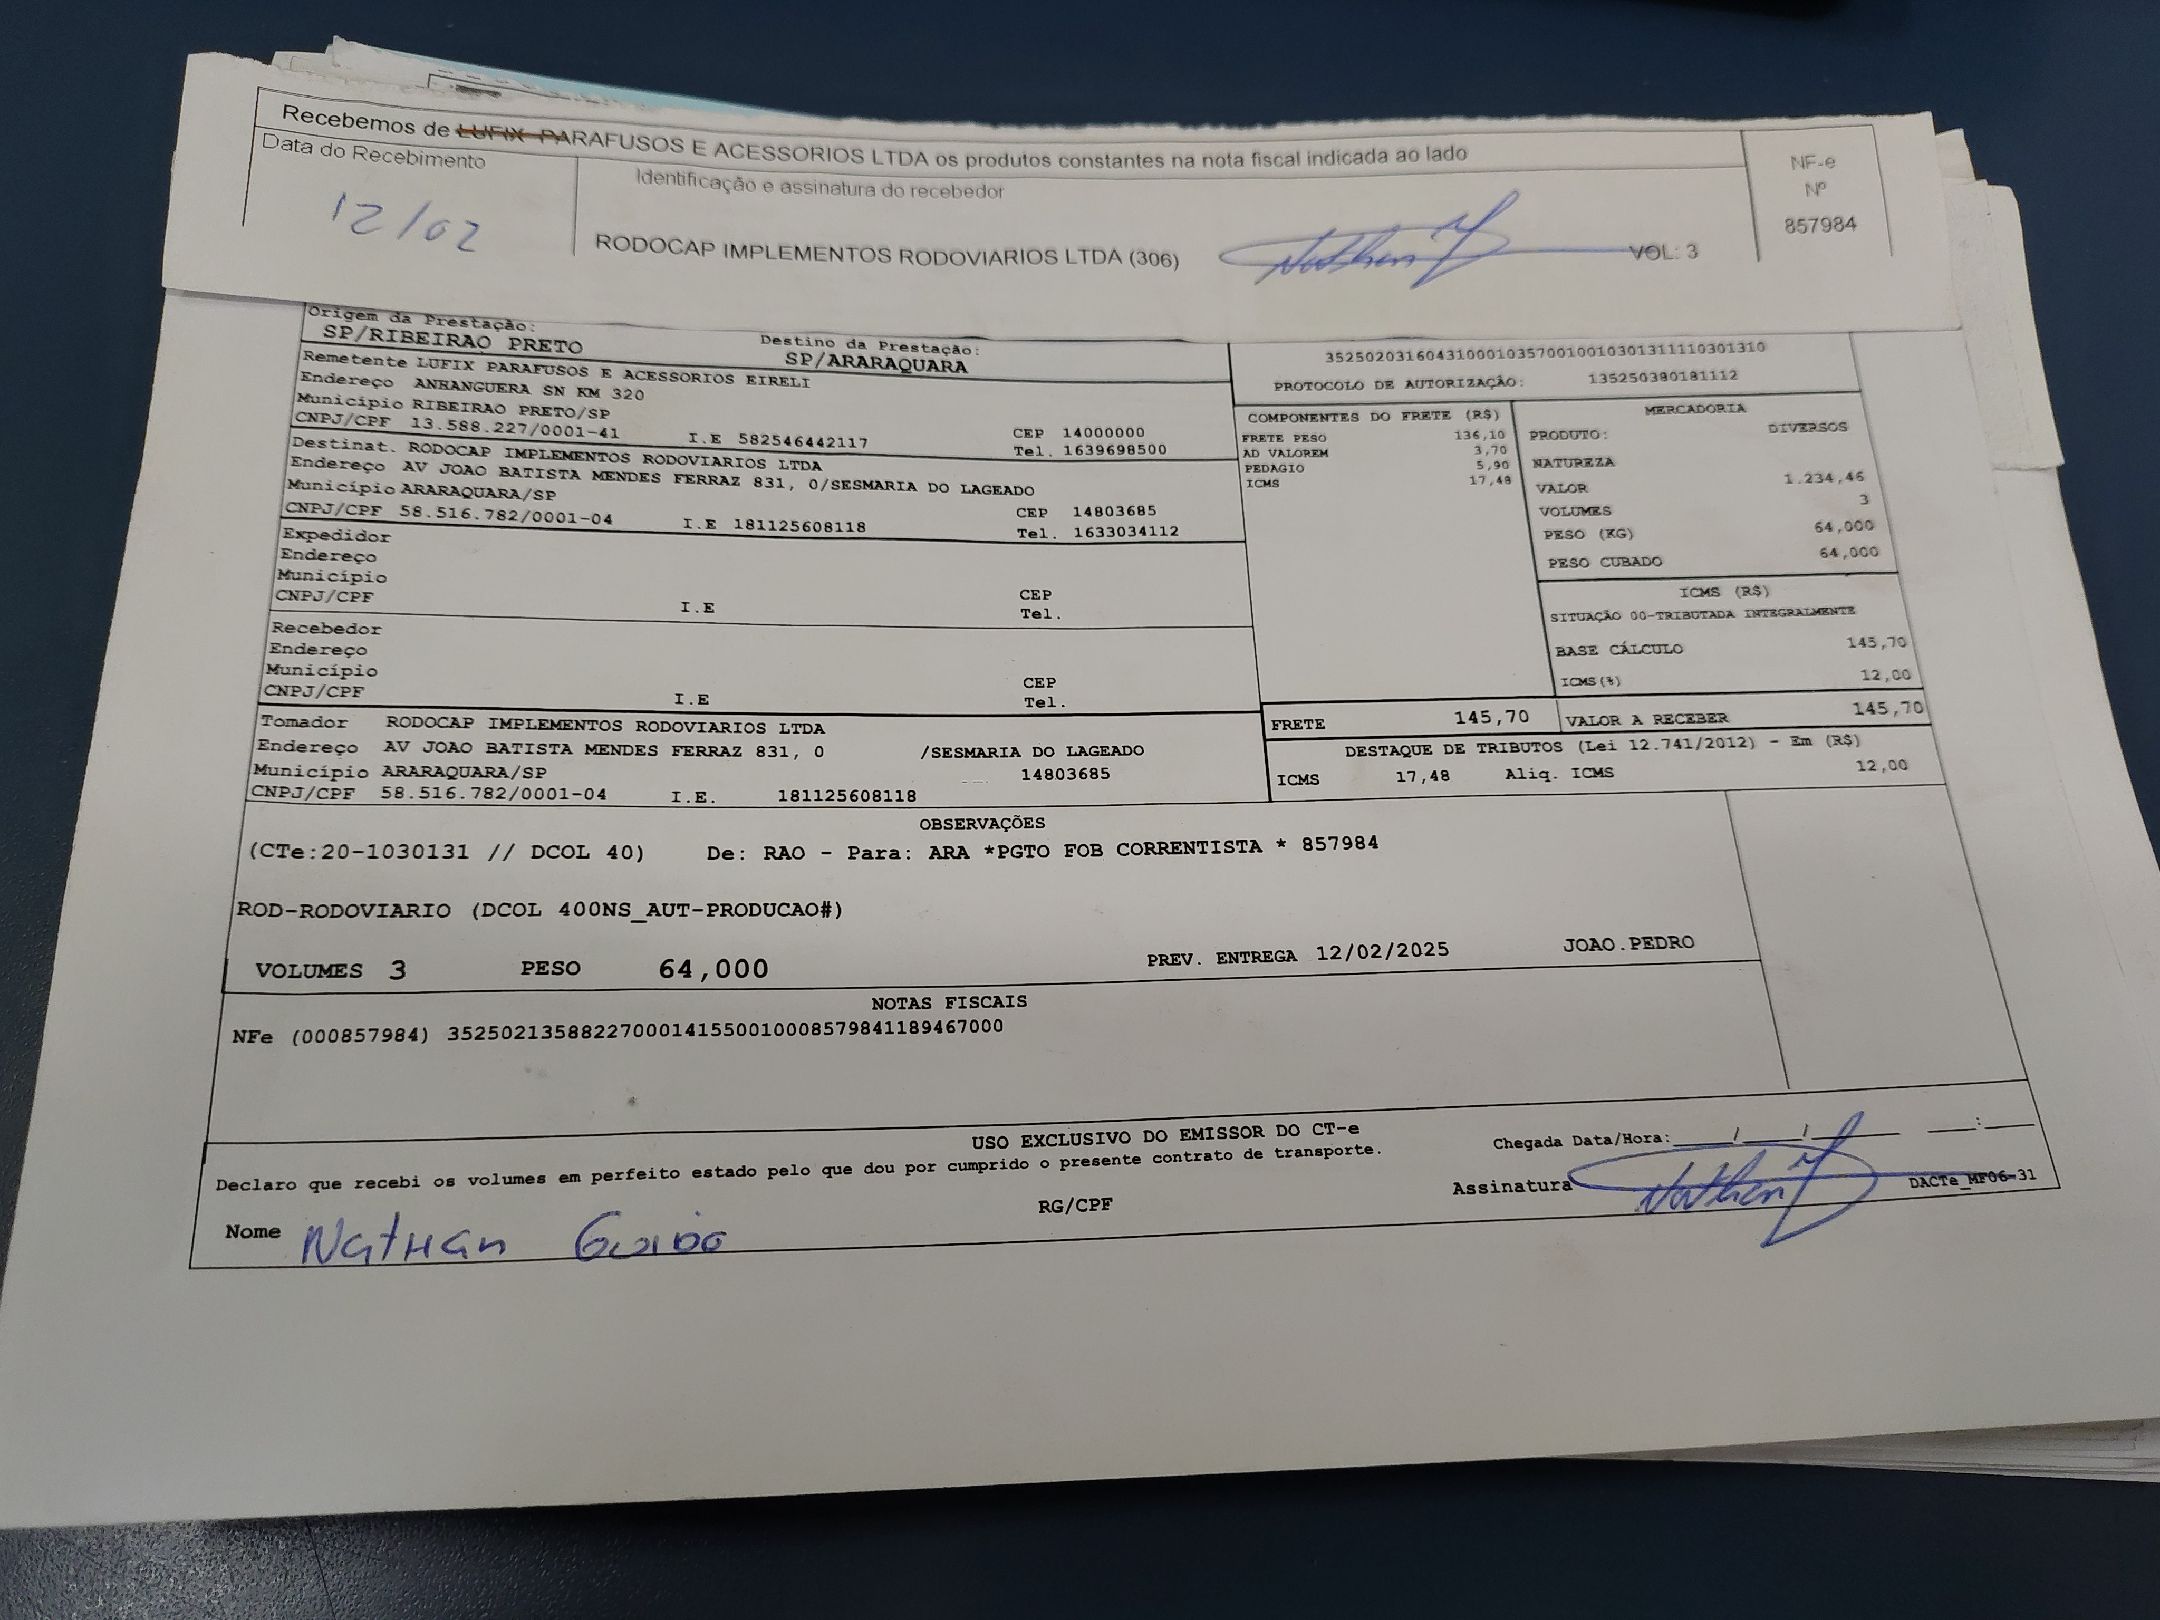 Recebemos de LUFIX PARAFUSOS E ACESSORIOS LTDA os produtos constantes na nota fiscal indicada ao lado
Data do Recebimento
12/02
Identificação e assinatura do recebedor
RODOCAP IMPLEMENTOS RODOVIARIOS LTDA (306)
Nathan
VOL: 3
NF-e
Nº
857984
Origem da Prestação:
SP/RIBEIRAO PRETO
Destino da Prestação:
SP/ARARAQUARA
Remetente LUFIX PARAFUSOS E ACESSORIOS EIRELI
Endereço ANHANGUERA SN KM 320
Município RIBEIRAO PRETO/SP
CEP 14000000
CNPJ/CPF 13.588.227/0001-41 I.E 582546442117 Tel. 1639698500
Destinat. RODOCAP IMPLEMENTOS RODOVIARIOS LTDA
Endereço AV JOAO BATISTA MENDES FERRAZ 831, 0/SESMARIA DO LAGEADO
Município ARARAQUARA/SP CEP 14803685
CNPJ/CPF 58.516.782/0001-04 I.E 181125608118 Tel. 1633034112
Expedidor
Endereço
Município CEP
CNPJ/CPF I.E Tel.
Recebedor
Endereço
Município CEP
CNPJ/CPF I.E Tel.
Tomador RODOCAP IMPLEMENTOS RODOVIARIOS LTDA
Endereço AV JOAO BATISTA MENDES FERRAZ 831, 0 /SESMARIA DO LAGEADO
Município ARARAQUARA/SP 14803685
CNPJ/CPF 58.516.782/0001-04 I.E. 181125608118
PROTOCOLO DE AUTORIZAÇÃO: 135250380181112
COMPONENTES DO FRETE (R$)
FRETE PESO 136,10
AD VALOREM 3,70
PEDAGIO 5,90
ICMS 17,48
MERCADORIA
PRODUTO: DIVERSOS
NATUREZA
VALOR 1.234,46
VOLUMES 3
PESO (KG) 64,000
PESO CUBADO 64,000
ICMS (R$)
SITUAÇÃO 00-TRIBUTADA INTEGRALMENTE
BASE CÁLCULO 145,70
ICMS(%) 12,00
FRETE 145,70 VALOR A RECEBER 145,70
DESTAQUE DE TRIBUTOS (Lei 12.741/2012) - Em (R$)
ICMS 17,48 Aliq. ICMS 12,00
OBSERVAÇÕES
(CTe:20-1030131 // DCOL 40) De: RAO - Para: ARA *PGTO FOB CORRENTISTA * 857984
ROD-RODOVIARIO (DCOL 400NS_AUT-PRODUCAO#)
VOLUMES 3 PESO 64,000 PREV. ENTREGA 12/02/2025 JOAO.PEDRO
NOTAS FISCAIS
NFe (000857984) 35250213588227000141550010008579841189467000
USO EXCLUSIVO DO EMISSOR DO CT-e
Declaro que recebi os volumes em perfeito estado pelo que dou por cumprido o presente contrato de transporte.
Chegada Data/Hora: / / :
Nome Nathan Guido
RG/CPF
Assinatura Nathan
DACTe_MF06-31